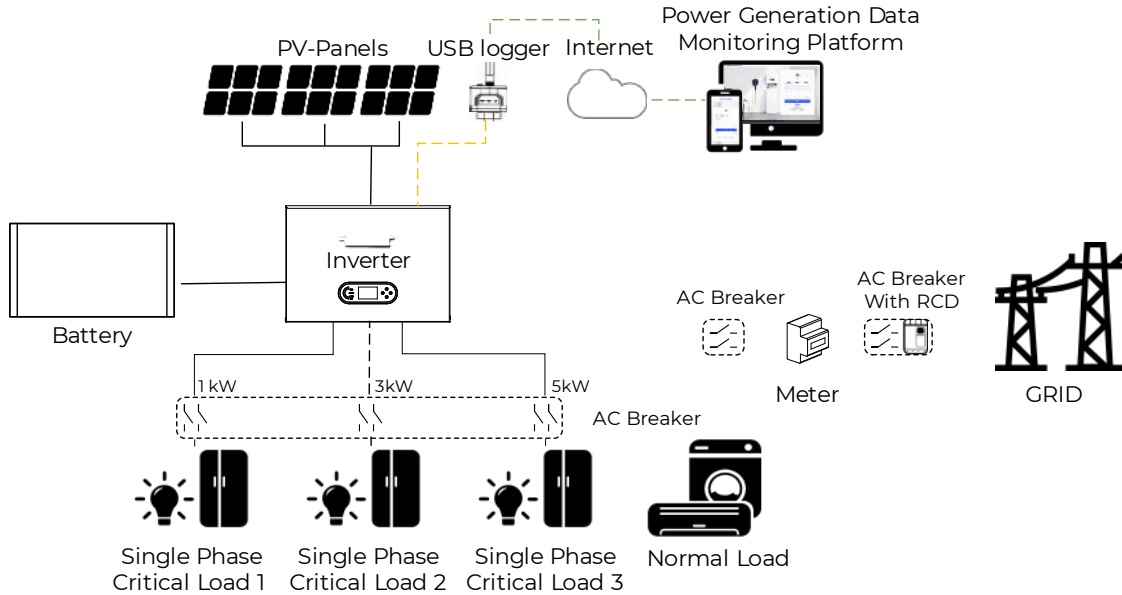 Power Generation Data
Monitoring Platform
PV-Panels
USB logger
Internet
Inverter
Battery
AC Breaker
AC Breaker
With RCD
Meter
GRID
1 kW
3kW
5kW
AC Breaker
Single Phase
Critical Load 1
Single Phase
Critical Load 2
Single Phase
Critical Load 3
Normal Load